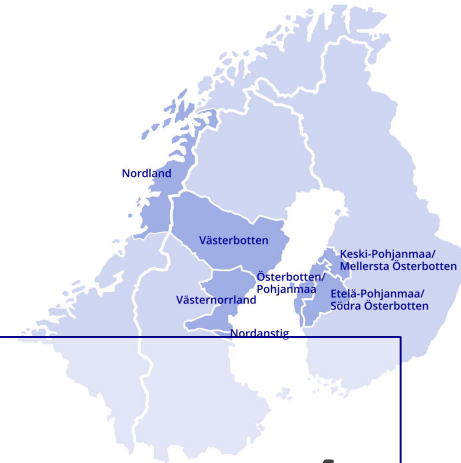 Nordland
Västerbotten
Keski-Pohjanmaa/
Mellersta Österbotten
Österbotten/
Pohjanmaa
Etelä-Pohjanmaa/
Södra Österbotten
Västernorrland
Nordanstig